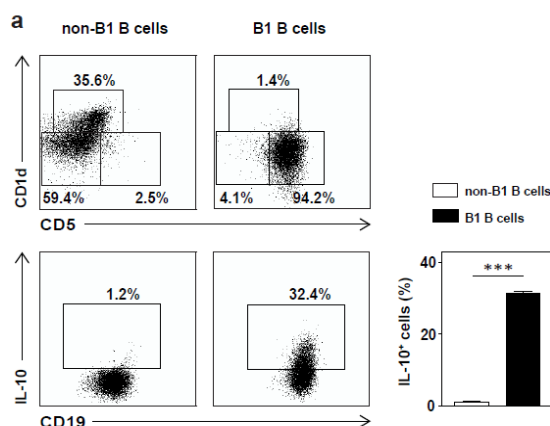 a
non-B1 B cells
B1 B cells
35.6%
1.4%
CD1d
59.4%
2.5%
4.1%
94.2%
CD5
non-B1 B cells
B1 B cells
1.2%
32.4%
IL-10
CD19
***
IL-10⁺ cells (%)
40
20
0